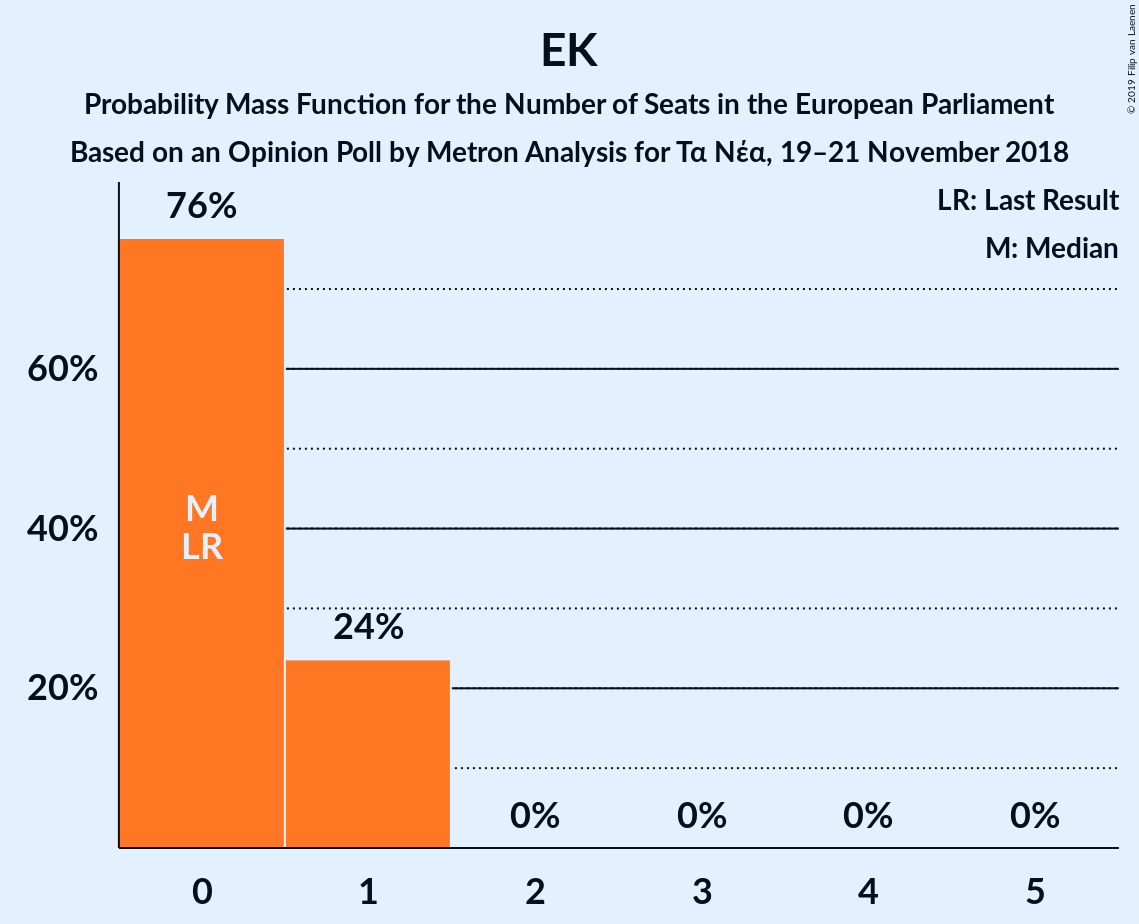 EK
Probability Mass Function for the Number of Seats in the European Parliament
Based on an Opinion Poll by Metron Analysis for Τα Νέα, 19–21 November 2018
© 2019 Filip van Laenen
LR: Last Result
M: Median
76%
60%
M
40%
LR
24%
20%
0% 0% 0% 0%
0 1 2 3 4 5